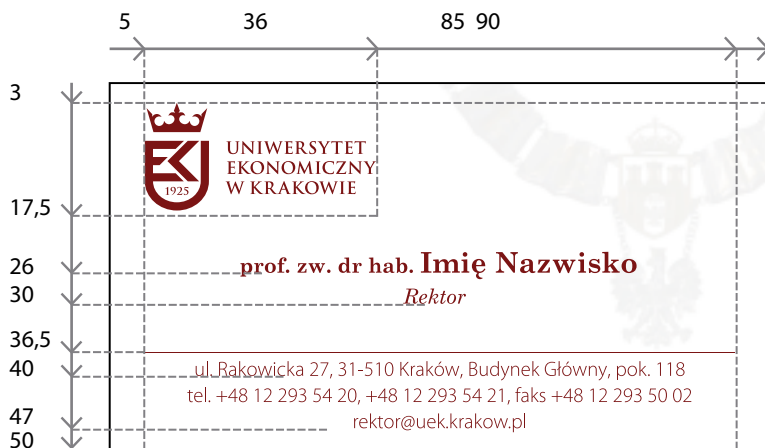 5 36 85 90
3
UNIWERSYTET
EKONOMICZNY
W KRAKOWIE
EK
1925
17,5
26
prof. zw. dr hab. Imię Nazwisko
30
Rektor
36,5
40
ul. Rakowicka 27, 31-510 Kraków, Budynek Główny, pok. 118
tel. +48 12 293 54 20, +48 12 293 54 21, faks +48 12 293 50 02
47
rektor@uek.krakow.pl
50